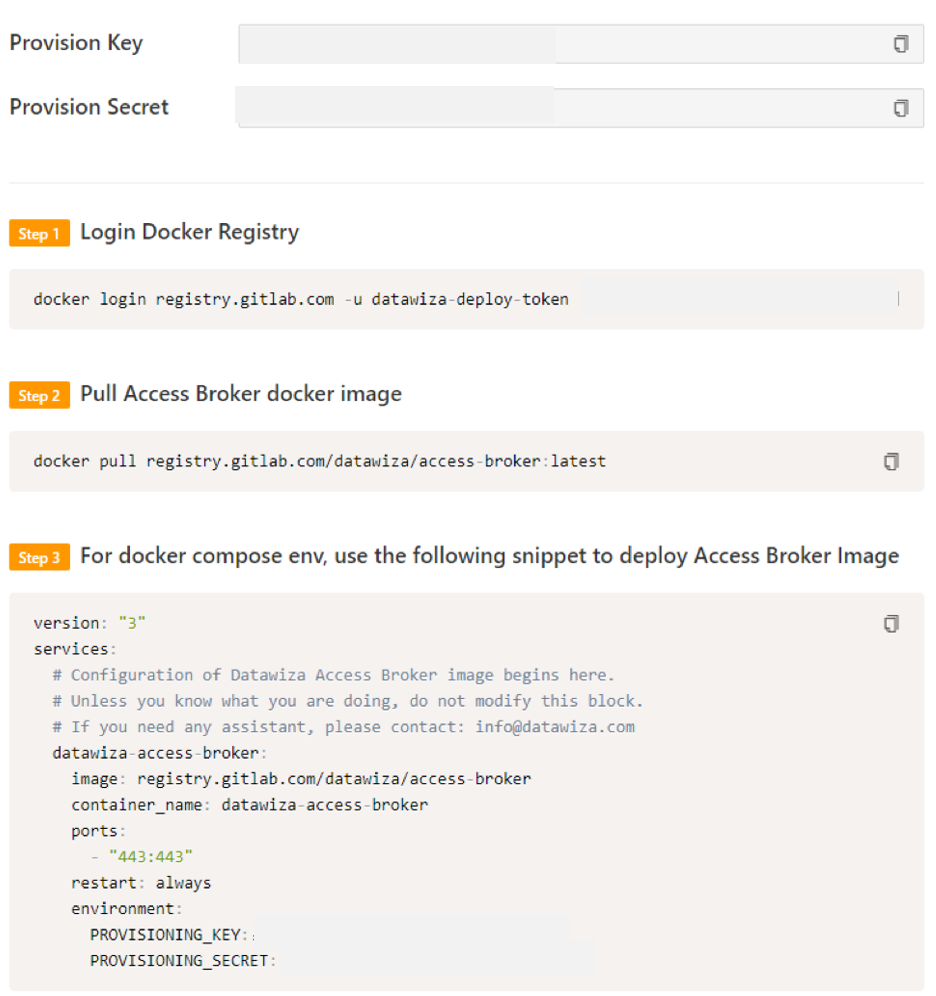 Provision Key
Provision Secret
Step 1 Login Docker Registry
docker login registry.gitlab.com -u datawiza-deploy-token
Step 2 Pull Access Broker docker image
docker pull registry.gitlab.com/datawiza/access-broker:latest
Step 3 For docker compose env, use the following snippet to deploy Access Broker Image
version: "3"
services:
  # Configuration of Datawiza Access Broker image begins here.
  # Unless you know what you are doing, do not modify this block.
  # If you need any assistant, please contact: info@datawiza.com
  datawiza-access-broker:
    image: registry.gitlab.com/datawiza/access-broker
    container_name: datawiza-access-broker
    ports:
      - "443:443"
    restart: always
    environment:
      PROVISIONING_KEY:
      PROVISIONING_SECRET: